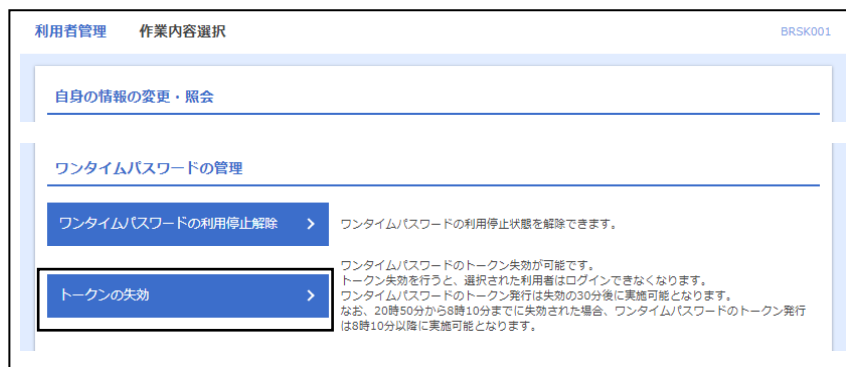 利用者管理 作業内容選択 BRSK001
自身の情報の変更・照会
ワンタイムパスワードの管理
ワンタイムパスワードの利用停止解除 ワンタイムパスワードの利用停止状態を解除できます。
ワンタイムパスワードのトークン失効が可能です。
トークン失効を行うと、選択された利用者はログインできなくなります。
トークンの失効
ワンタイムパスワードのトークン発行は失効の30分後に実施可能となります。
なお、20時50分から8時10分までに失効された場合、ワンタイムパスワードのトークン発行
は8時10分以降に実施可能となります。